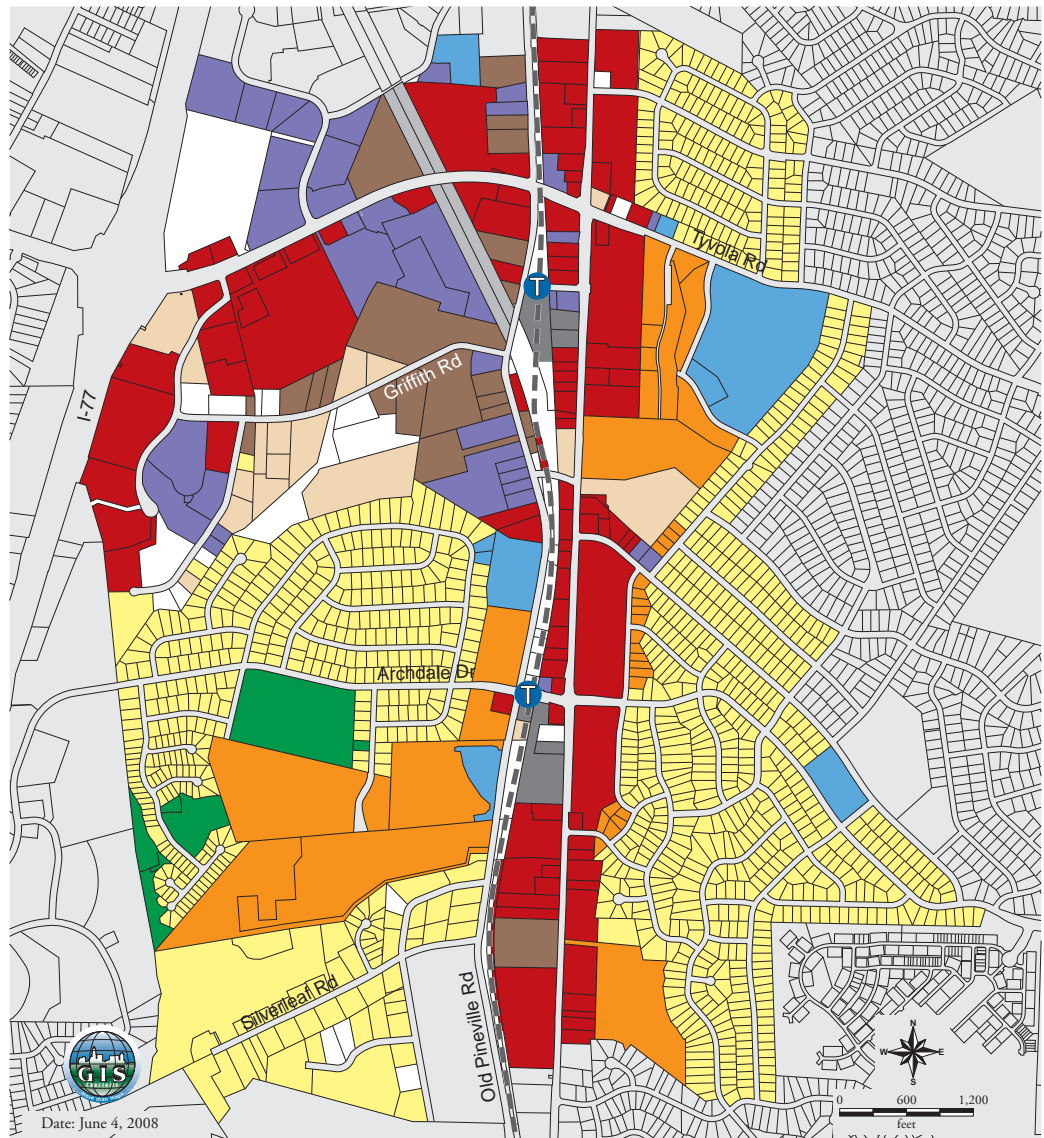 T
Tyvola Rd
I-77
Griffith Rd
Archdale Dr
T
Silverleaf Rd
Old Pineville Rd
GIS
Date: June 4, 2008
N
W E
S
0 600 1,200
feet